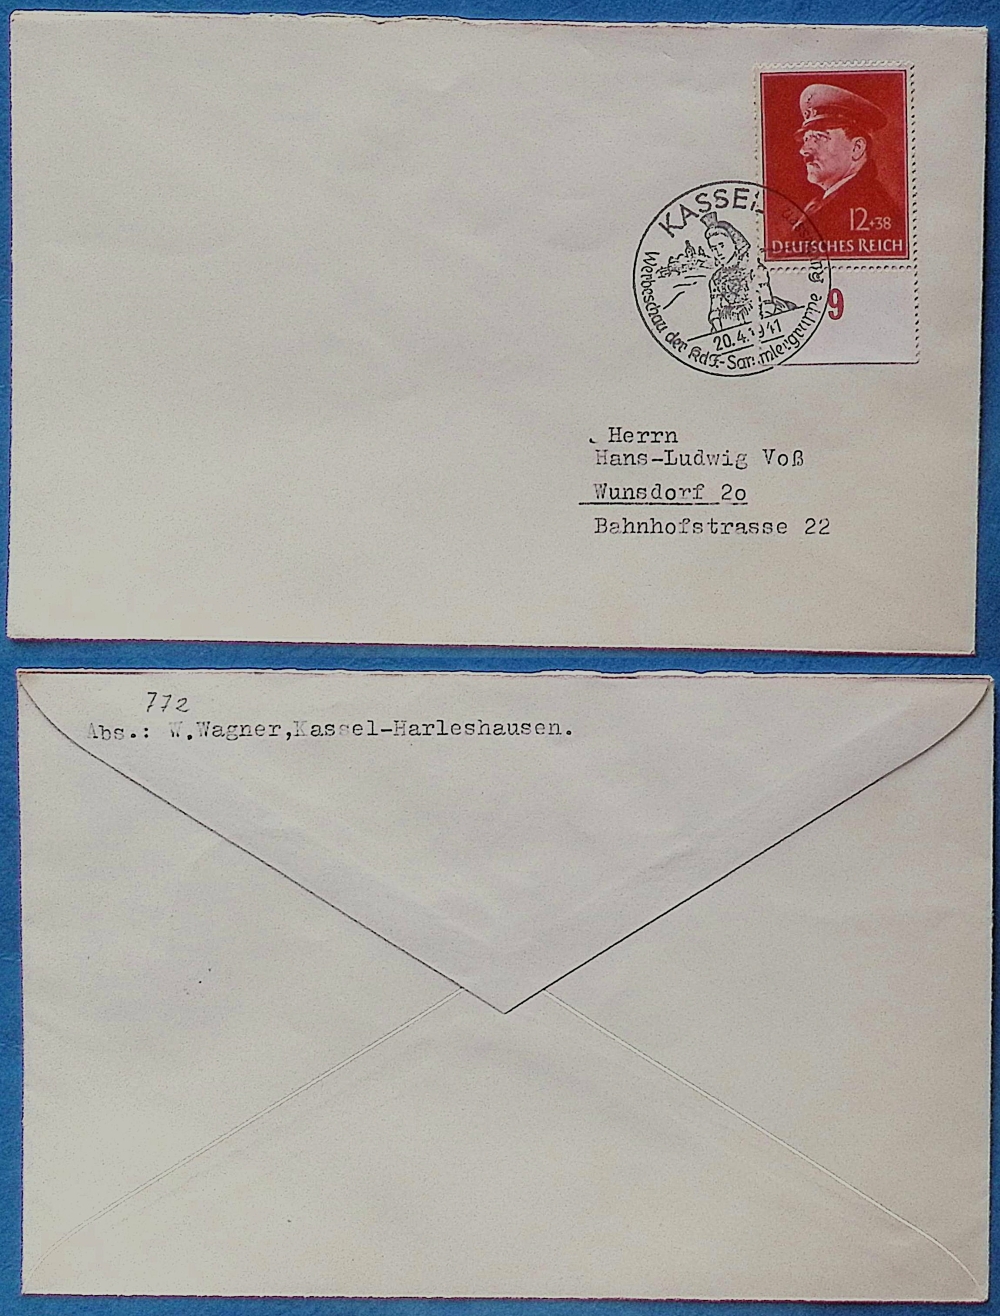 12+38
DEUTSCHES REICH
9
KASSEL
Werbeschau der KdF.-Sammlergruppe
20.4.1941
Herrn
Hans-Ludwig Voß
Wunsdorf 2o
Bahnhofstrasse 22
772
Abs.: W.Wagner,Kassel-Harleshausen.